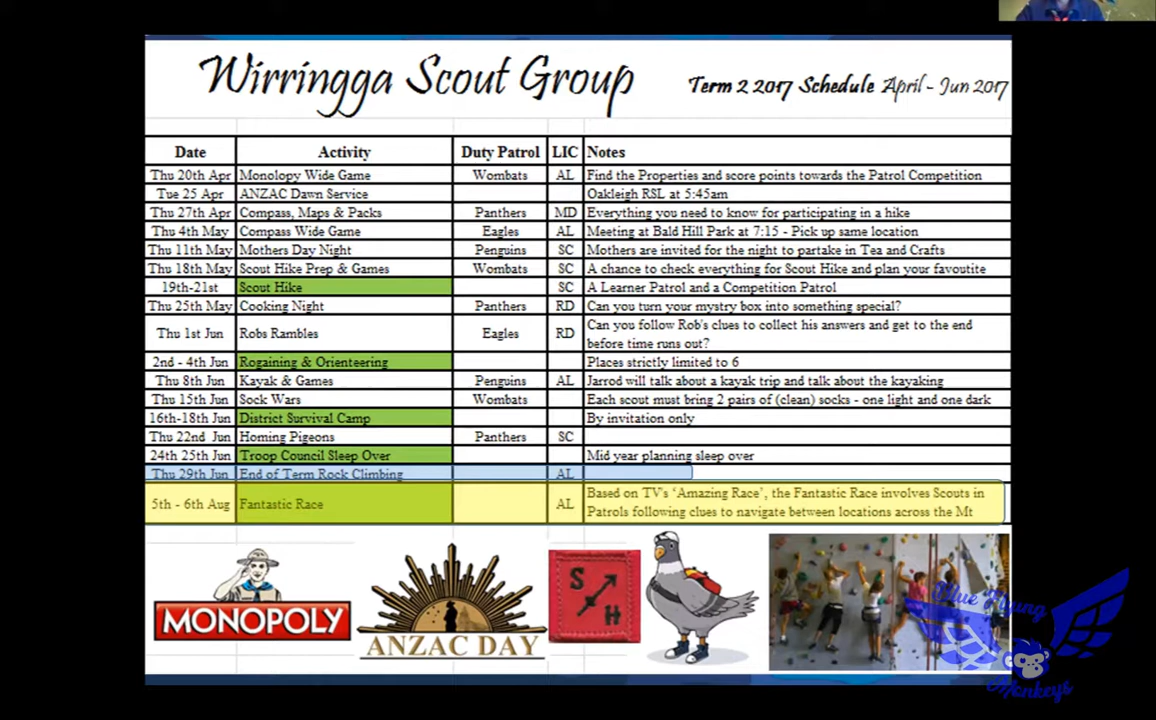 Wirringga Scout Group Term 2 2017 Schedule April - Jun 2017
Date Activity Duty Patrol LIC Notes
Thu 20th Apr Monolopy Wide Game Wombats AL Find the Properties and score points towards the Patrol Competition
Tue 25 Apr ANZAC Dawn Service Oakleigh RSL at 5:45am
Thu 27th Apr Compass, Maps & Packs Panthers MD Everything you need to know for participating in a hike
Thu 4th May Compass Wide Game Eagles AL Meeting at Bald Hill Park at 7:15 - Pick up same location
Thu 11th May Mothers Day Night Penguins SC Mothers are invited for the night to partake in Tea and Crafts
Thu 18th May Scout Hike Prep & Games Wombats SC A chance to check everything for Scout Hike and plan your favoutite
19th-21st Scout Hike SC A Learner Patrol and a Competition Patrol
Thu 25th May Cooking Night Panthers RD Can you turn your mystry box into something special?
Thu 1st Jun Robs Rambles Eagles RD Can you follow Rob's clues to collect his answers and get to the end
before time runs out?
2nd - 4th Jun Rogaining & Orienteering Places strictly limited to 6
Thu 8th Jun Kayak & Games Penguins AL Jarrod will talk about a kayak trip and talk about the kayaking
Thu 15th Jun Sock Wars Wombats Each scout must bring 2 pairs of (clean) socks - one light and one dark
16th-18th Jun District Survival Camp By invitation only
Thu 22nd Jun Homing Pigeons Panthers SC
24th 25th Jun Troop Council Sleep Over Mid year planning sleep over
Thu 29th Jun End of Term Rock Climbing AL
5th - 6th Aug Fantastic Race AL Based on TV's 'Amazing Race', the Fantastic Race involves Scouts in
Patrols following clues to navigate between locations across the Mt
MONOPOLY
ANZAC DAY
S
H
Blue Flying
Monkeys